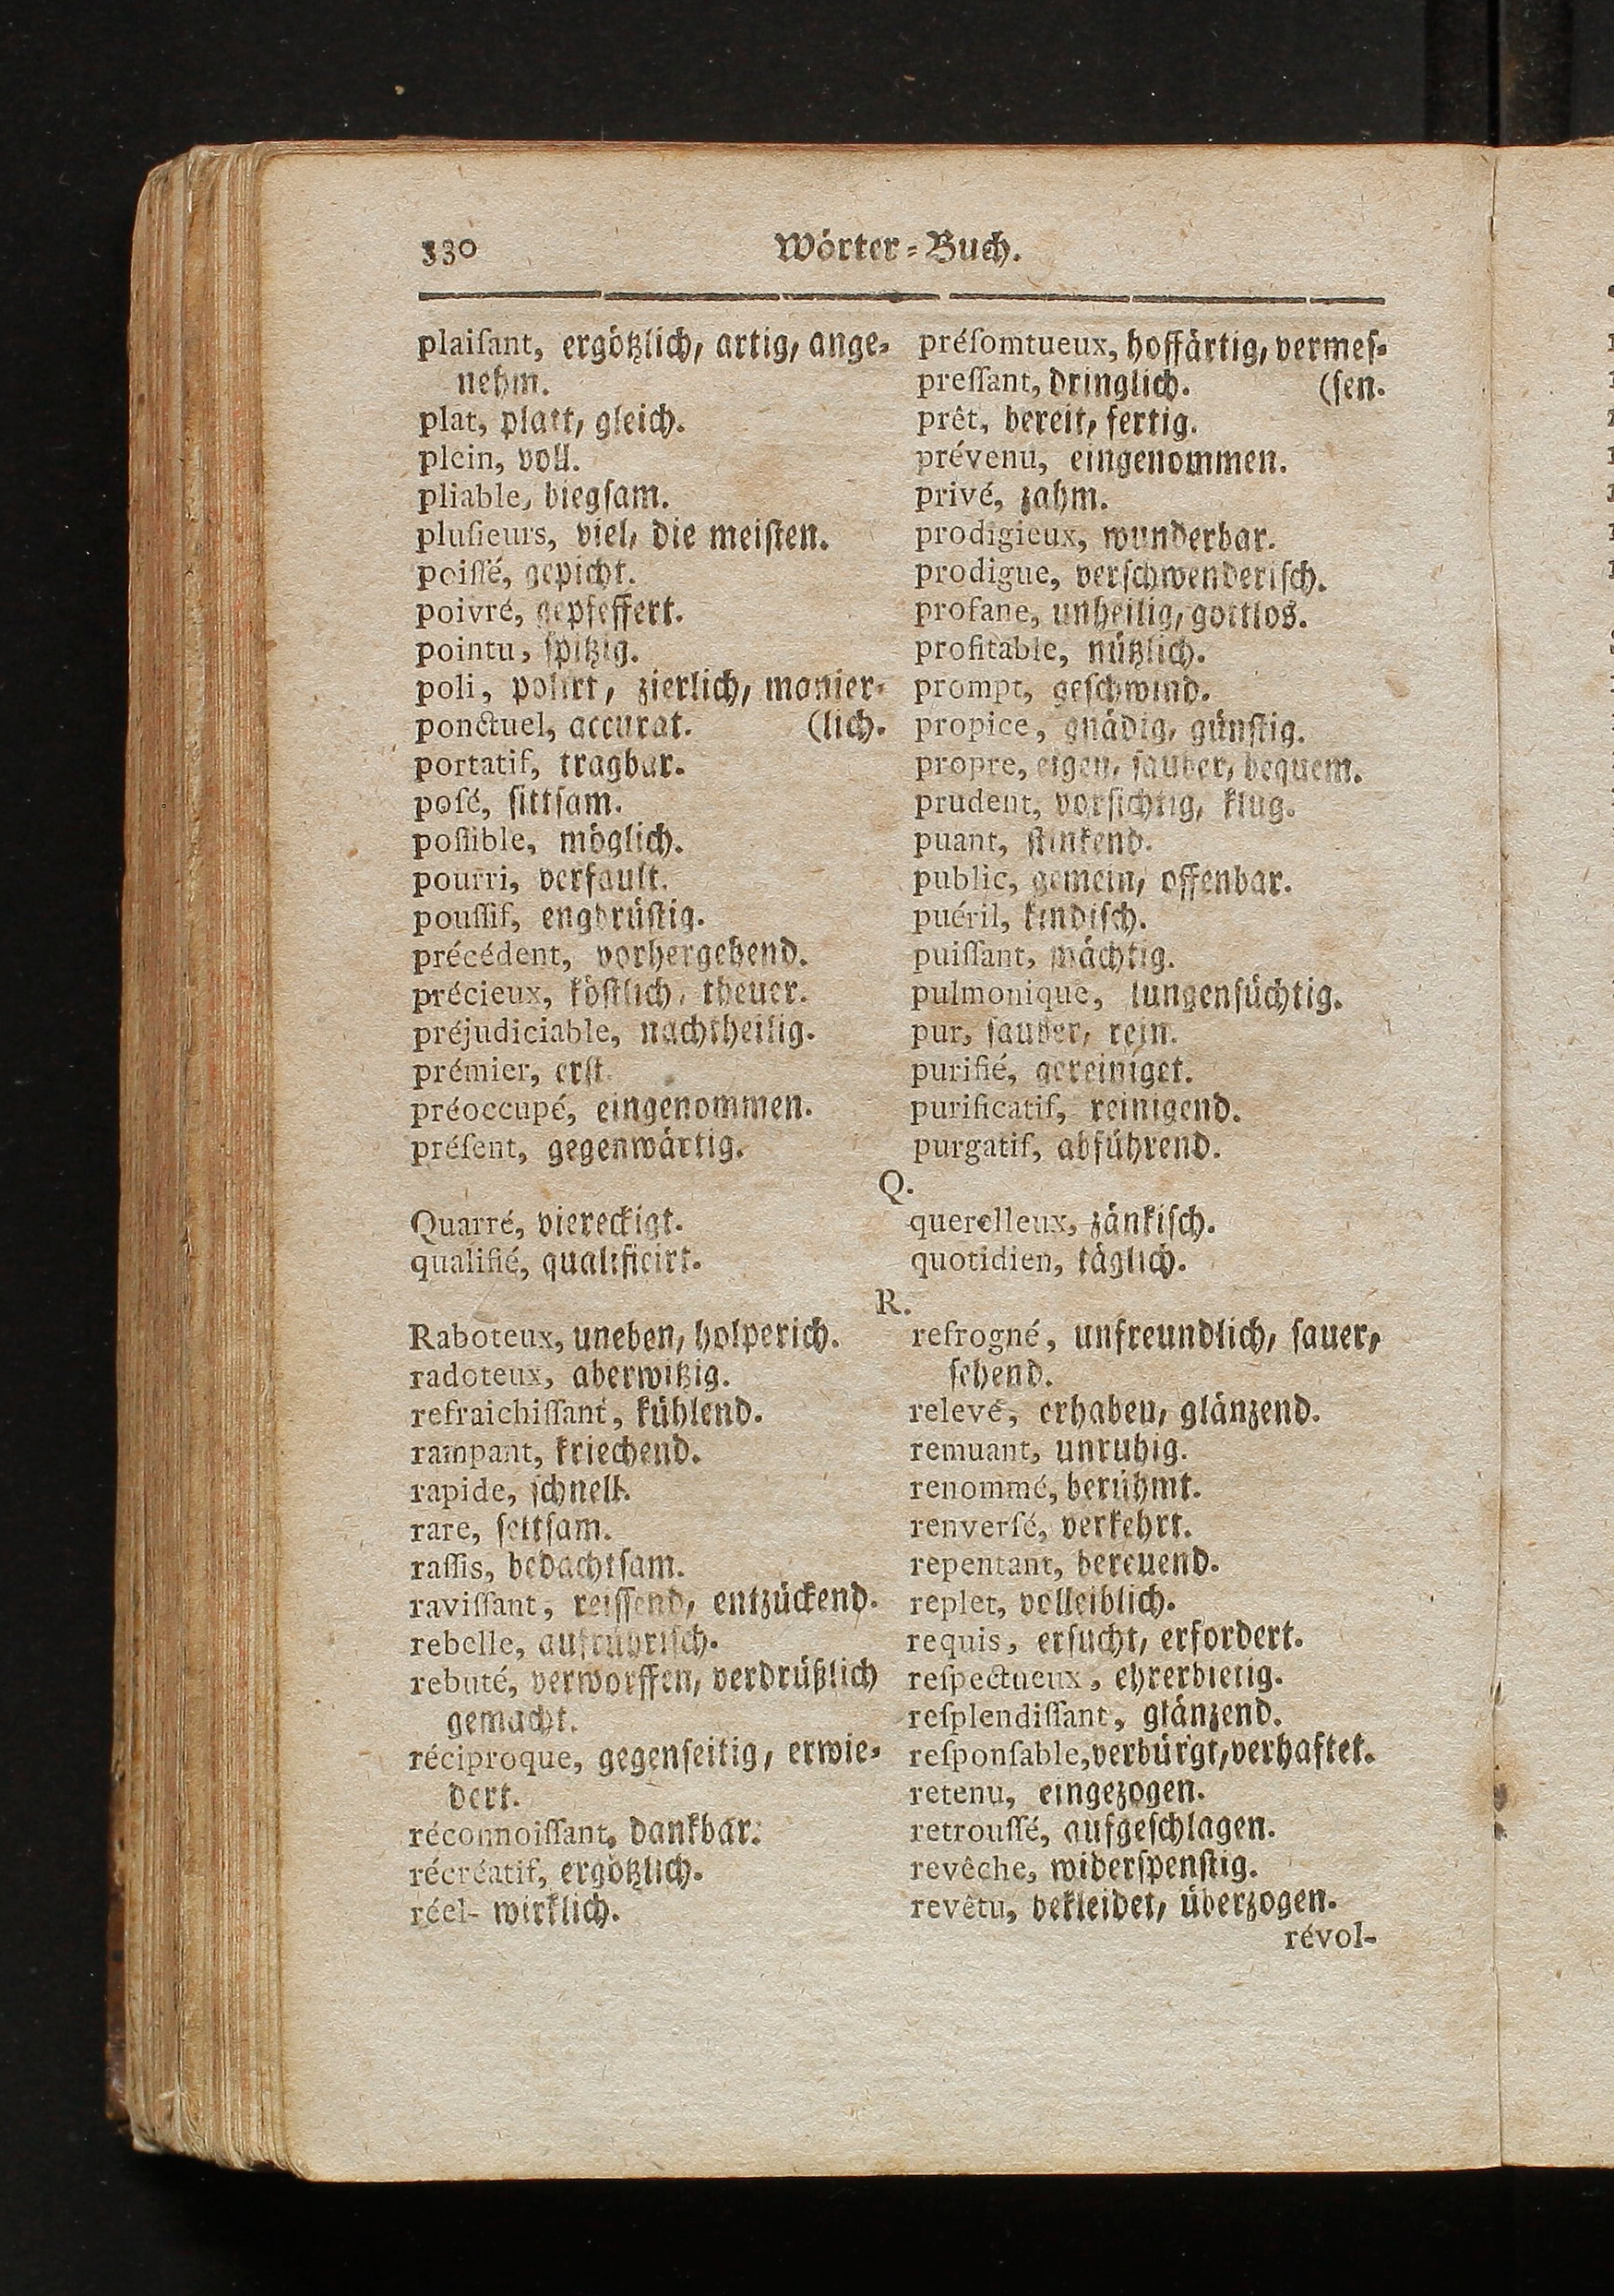 330 Wörter-Buch.
plaiſant, ergötzlich, artig, ange-
nehm.
plat, platt, gleich.
plein, voll.
pliable, biegſam.
pluſieurs, viel, die meiſten.
poiſſé, gepicht.
poivré, gepfeffert.
pointu, ſpitzig.
poli, polirt, zierlich, manier-
ponctuel, accurat. (lich.
portatif, tragbar.
poſé, ſittſam.
poſſible, möglich.
pourri, verfault.
pouſſif, engbrüſtig.
précédent, vorhergehend.
précieux, köſtlich, theuer.
préjudiciable, nachtheilig.
prémier, erſt.
préoccupé, eingenommen.
préſent, gegenwärtig.
préſomtueux, hoffärtig, vermeſ-
preſſant, dringlich. (ſen.
prêt, bereit, fertig.
prévenu, eingenommen.
privé, zahm.
prodigieux, wunderbar.
prodigue, verſchwenderiſch.
profane, unheilig, gottlos.
profitable, nützlich.
prompt, geſchwind.
propice, gnädig, günſtig.
propre, eigen, ſauber, bequem.
prudent, vorſichtig, klug.
puant, ſtinkend.
public, gemein, offenbar.
puéril, kindiſch.
puiſſant, mächtig.
pulmonique, lungenſüchtig.
pur, ſauber, rein.
purifié, gereiniget.
purificatif, reinigend.
purgatif, abführend.
Q.
Quarré, viereckigt.
qualifié, qualificirt.
querelleux, zänkiſch.
quotidien, täglich.
R.
Raboteux, uneben, holperich.
radoteux, aberwitzig.
refraichiſſant, kühlend.
rampant, kriechend.
rapide, ſchnell.
rare, ſeltſam.
raſſis, bedachtſam.
raviſſant, reiſſend, entzückend.
rebelle, aufrühriſch.
rebuté, verworffen, verdrüßlich
gemacht.
réciproque, gegenſeitig, erwie-
dert.
réconnoiſſant, dankbar.
récréatif, ergötzlich.
réel- wirklich.
refrogné, unfreundlich, ſauer,
ſehend.
relevé, erhaben, glänzend.
remuant, unruhig.
renommé, berühmt.
renverſé, verkehrt.
repentant, bereuend.
replet, volleiblich.
requis, erſucht, erfordert.
reſpectueux, ehrerbietig.
reſplendiſſant, glänzend.
reſponſable, verbürgt, verhaftet.
retenu, eingezogen.
retrouſſé, aufgeſchlagen.
revêche, widerſpenſtig.
revêtu, bekleidet, überzogen.
révol-